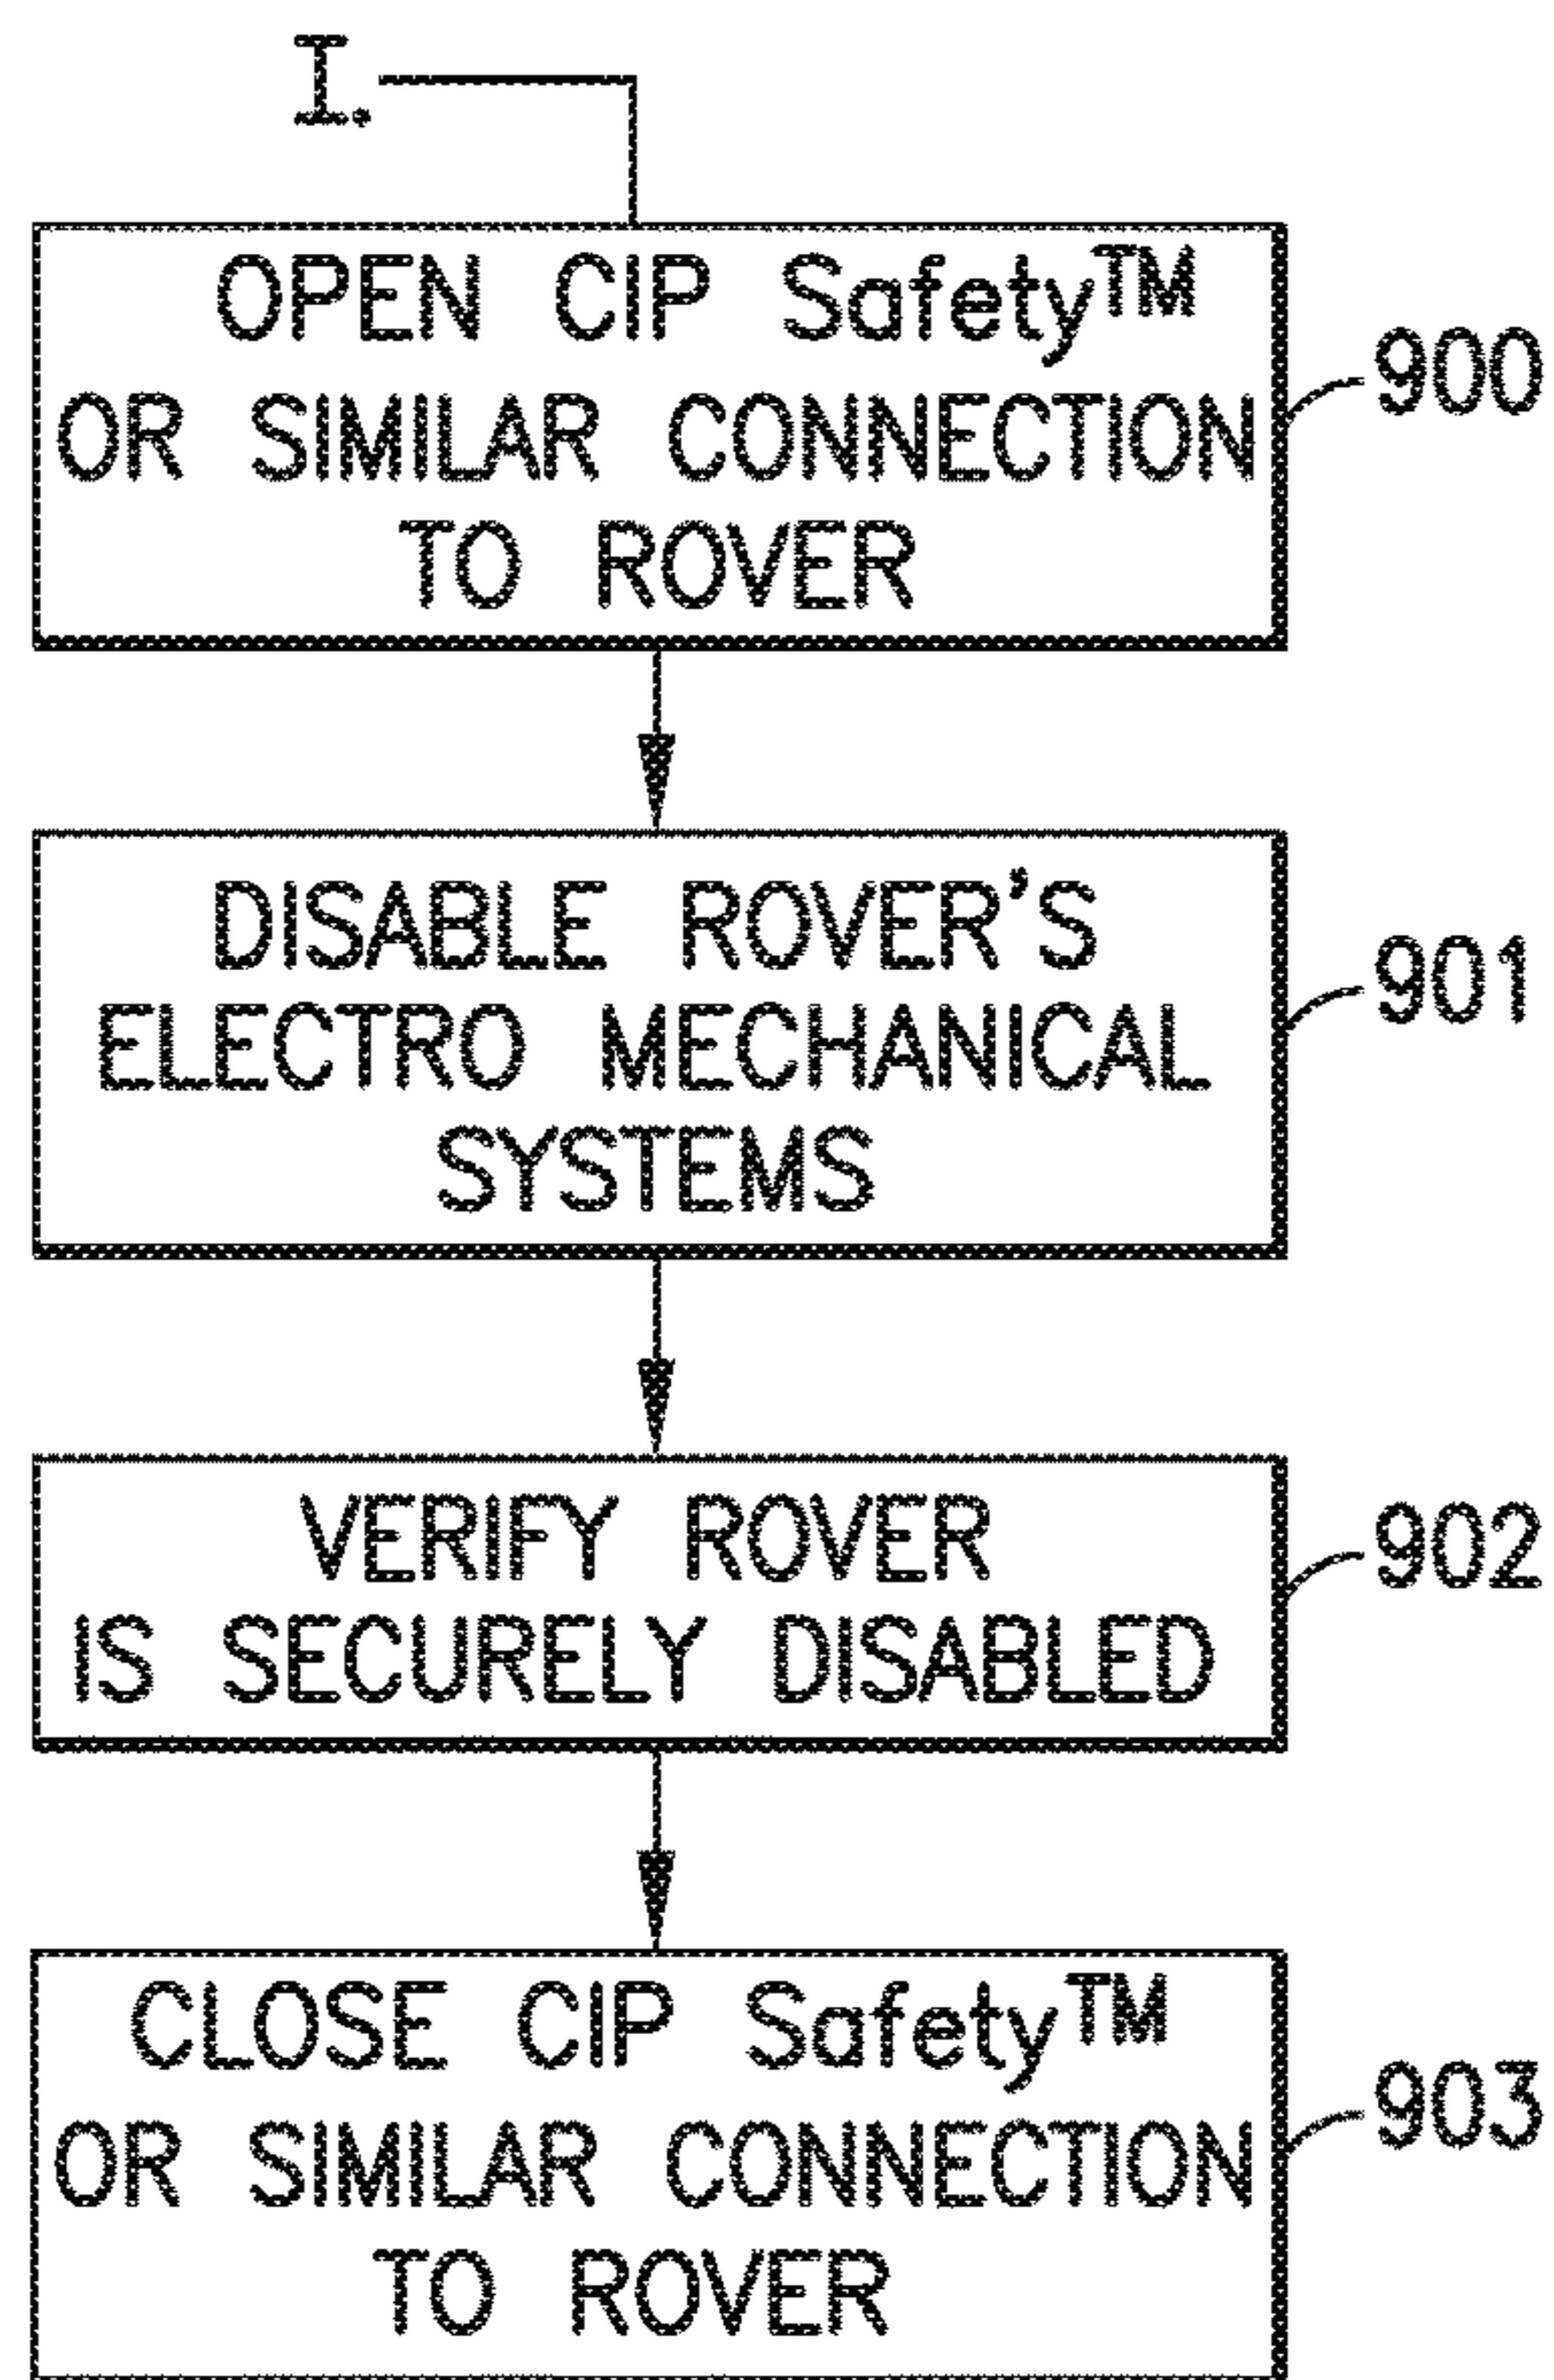 I.
OPEN CIP Safety™
OR SIMILAR CONNECTION
TO ROVER
900
DISABLE ROVER'S
ELECTRO MECHANICAL
SYSTEMS
901
VERIFY ROVER
IS SECURELY DISABLED
902
CLOSE CIP Safety™
OR SIMILAR CONNECTION
TO ROVER
903